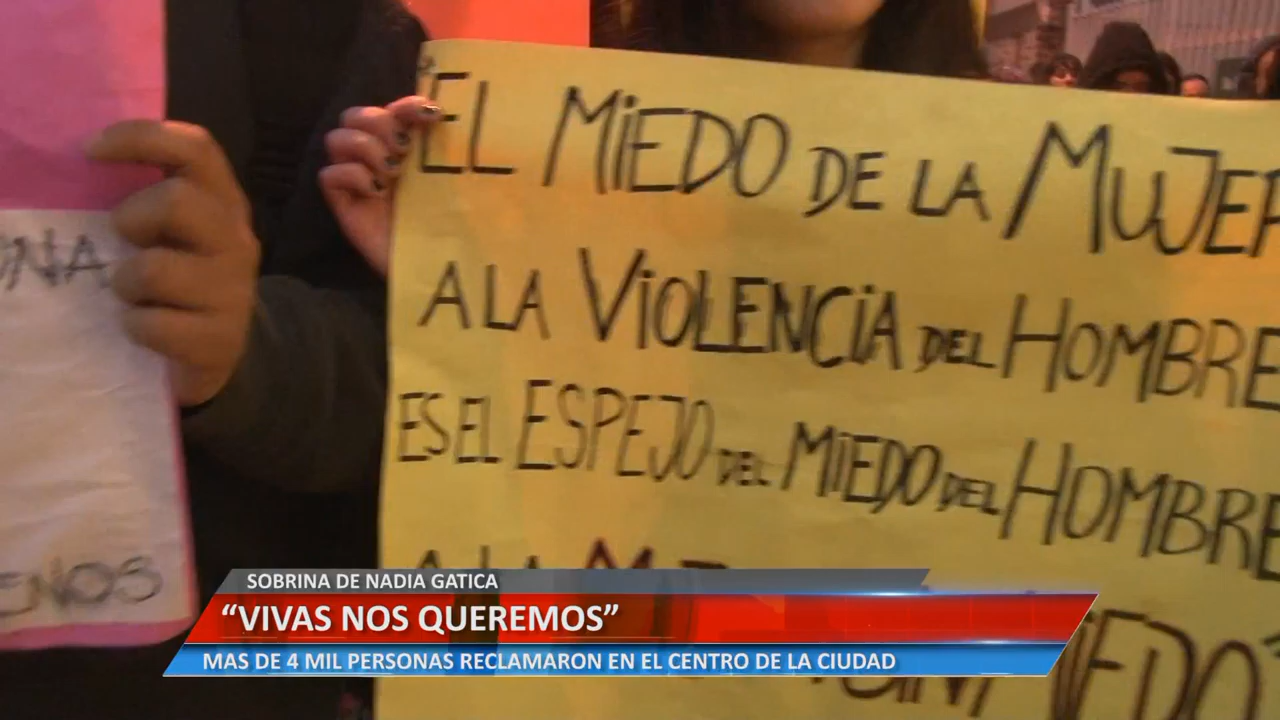 "EL MiEDO DE LA MUJER
A LA VIOLENCiA DEL HOMBRE
ES EL ESPEJO DEL MIEDO DEL HOMBRE
A LA
SOBRINA DE NADIA GATICA
“VIVAS NOS QUEREMOS”
MAS DE 4 MIL PERSONAS RECLAMARON EN EL CENTRO DE LA CIUDAD